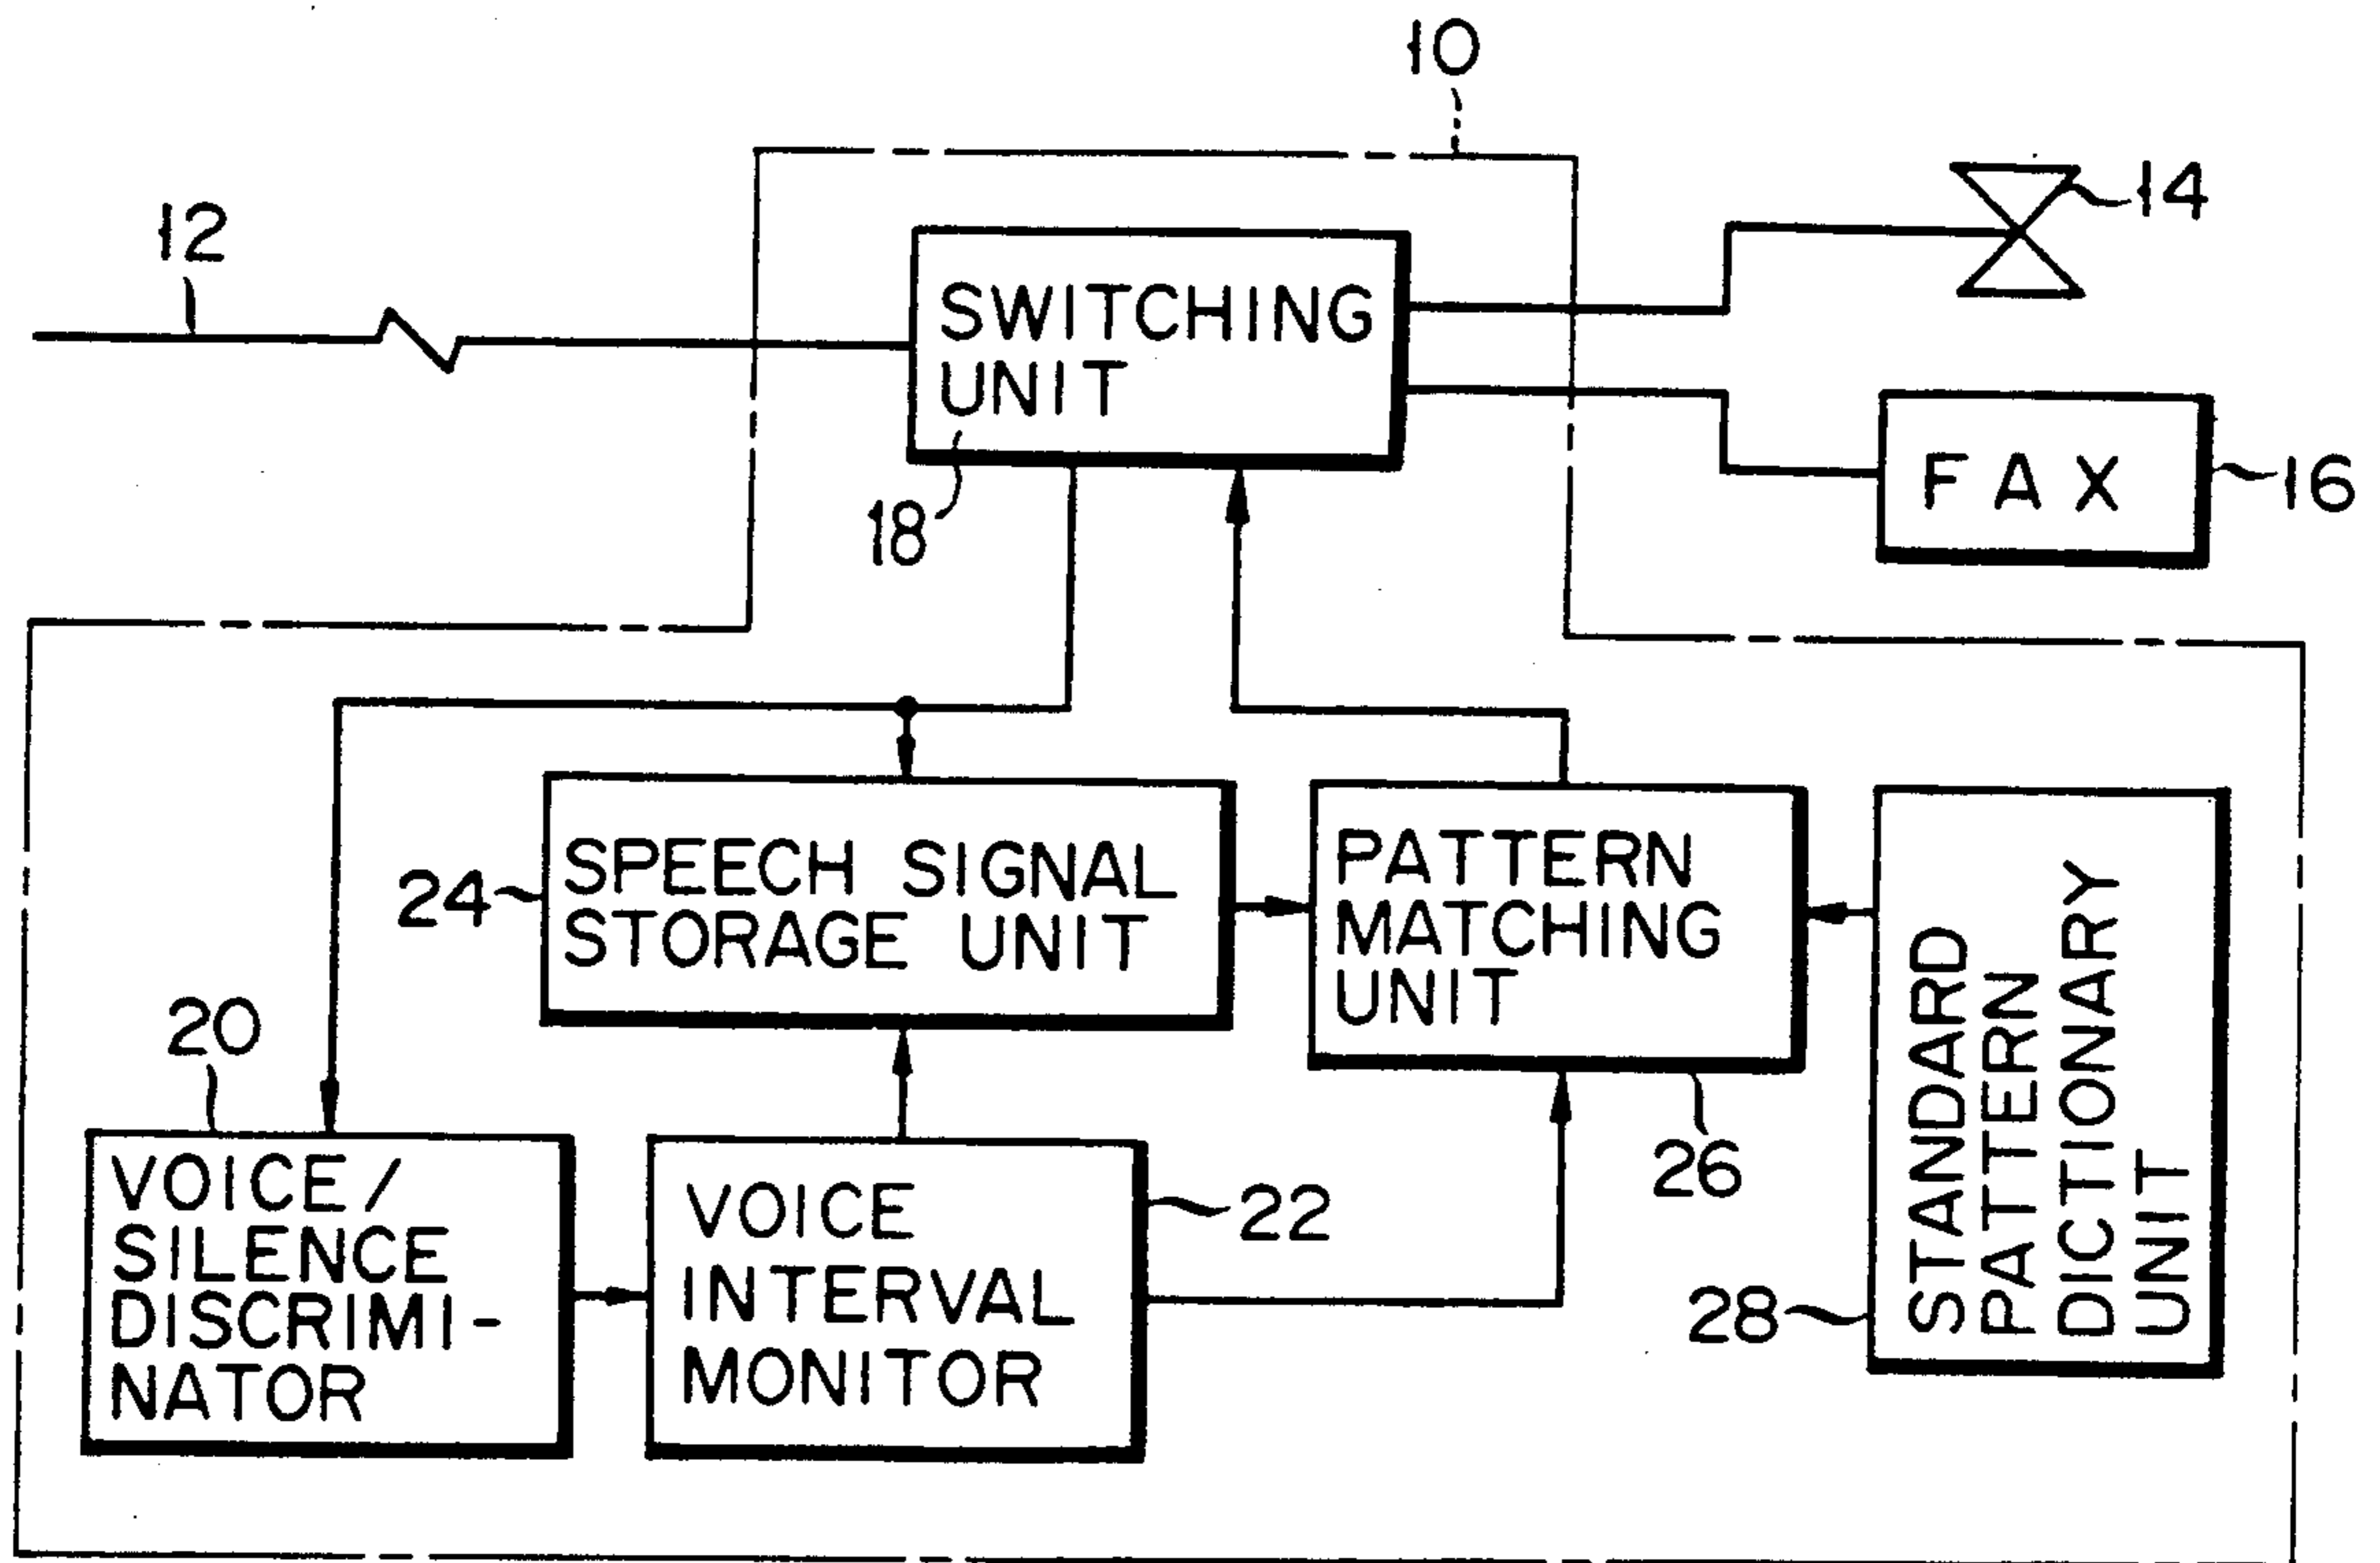 10
12
14
SWITCHING
UNIT
18
FAX
16
24
SPEECH SIGNAL
STORAGE UNIT
PATTERN
MATCHING
UNIT
26
STANDARD
PATTERN
DICTIONARY
UNIT
28
20
VOICE/
SILENCE
DISCRIMI-
NATOR
VOICE
INTERVAL
MONITOR
22